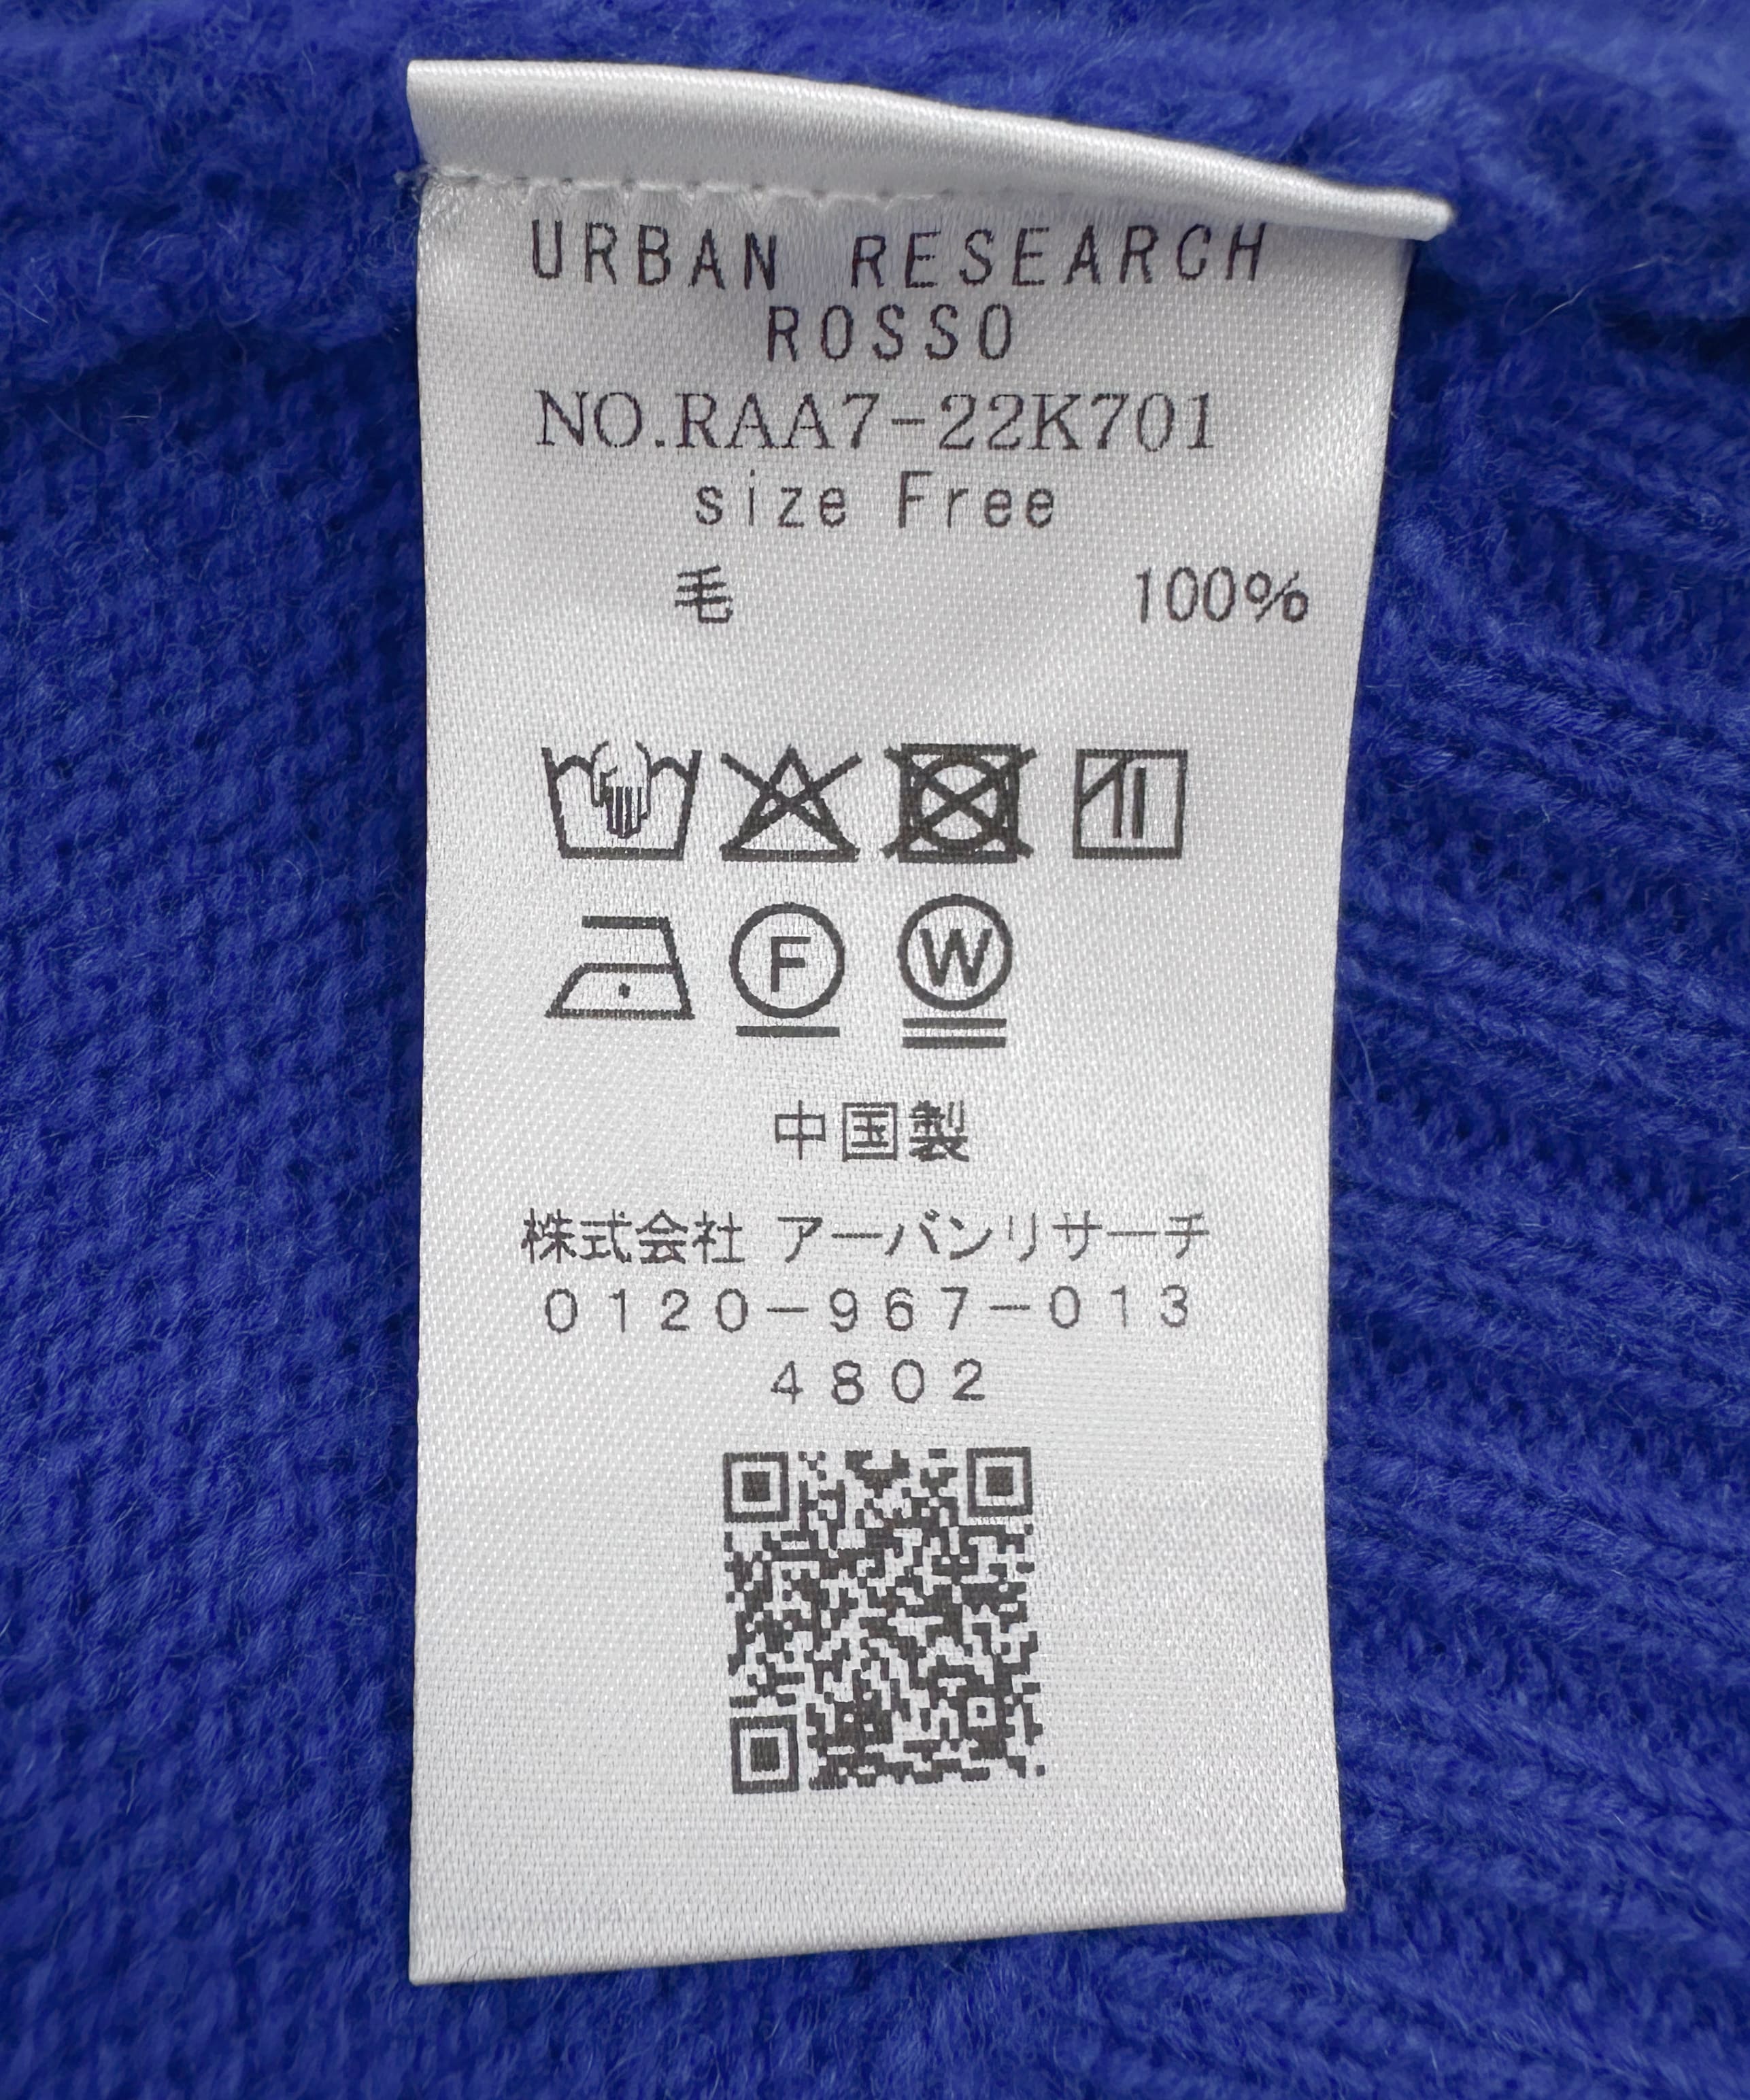 URBAN RESEARCH
ROSSO
NO.RAA7-22K701
size Free
毛 100%
F W
中国製
株式会社 アーバンリサーチ
0120-967-013
4802